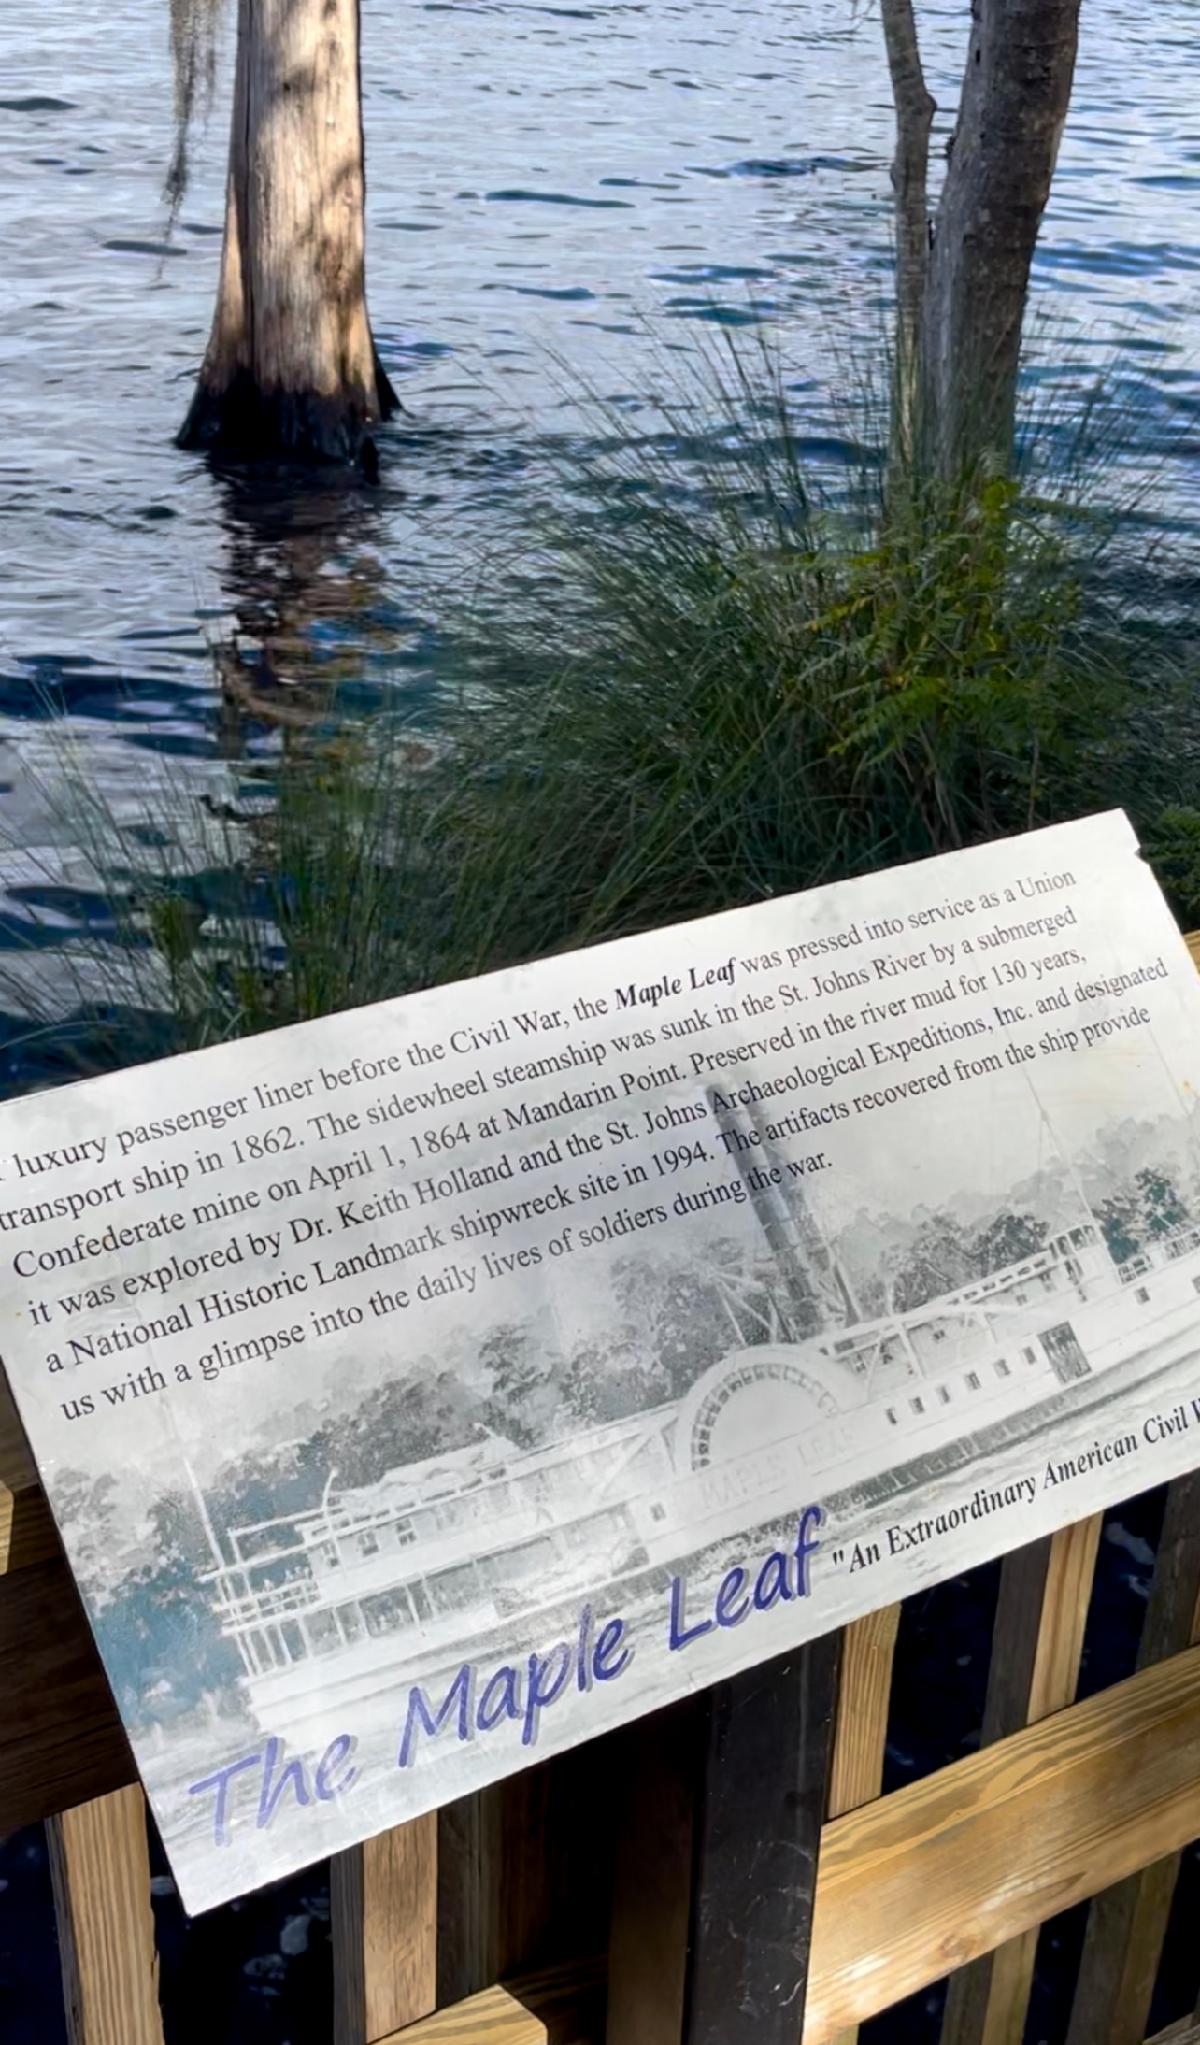 luxury passenger liner before the Civil War, the Maple Leaf was pressed into service as a Union
transport ship in 1862. The sidewheel steamship was sunk in the St. Johns River by a submerged
Confederate mine on April 1, 1864 at Mandarin Point. Preserved in the river mud for 130 years,
it was explored by Dr. Keith Holland and the St. Johns Archaeological Expeditions, Inc. and designated
a National Historic Landmark shipwreck site in 1994. The artifacts recovered from the ship provide
us with a glimpse into the daily lives of soldiers during the war.
MAPLE LEAF
The Maple Leaf
"An Extraordinary American Civil